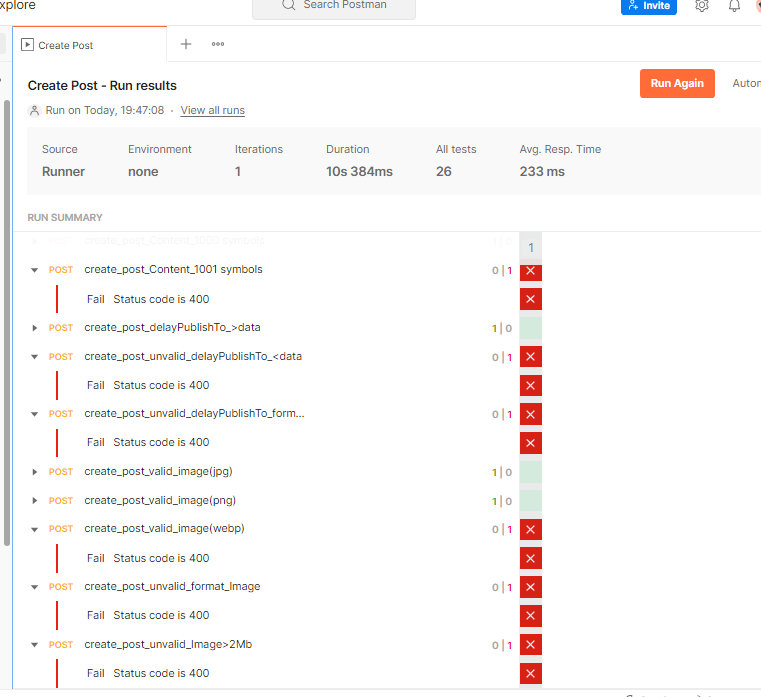 xplore
Search Postman
Invite
Create Post
Create Post - Run results
Run Again
Autom
Run on Today, 19:47:08 · View all runs
Source Environment Iterations Duration All tests Avg. Resp. Time
Runner none 1 10s 384ms 26 233 ms
RUN SUMMARY
create_post_Content_1000 symbols 1 | 0
1
POST create_post_Content_1001 symbols 0 | 1
Fail Status code is 400
POST create_post_delayPublishTo_>data 1 | 0
POST create_post_unvalid_delayPublishTo_<data 0 | 1
Fail Status code is 400
POST create_post_unvalid_delayPublishTo_form... 0 | 1
Fail Status code is 400
POST create_post_valid_image(jpg) 1 | 0
POST create_post_valid_image(png) 1 | 0
POST create_post_valid_image(webp) 0 | 1
Fail Status code is 400
POST create_post_unvalid_format_Image 0 | 1
Fail Status code is 400
POST create_post_unvalid_Image>2Mb 0 | 1
Fail Status code is 400